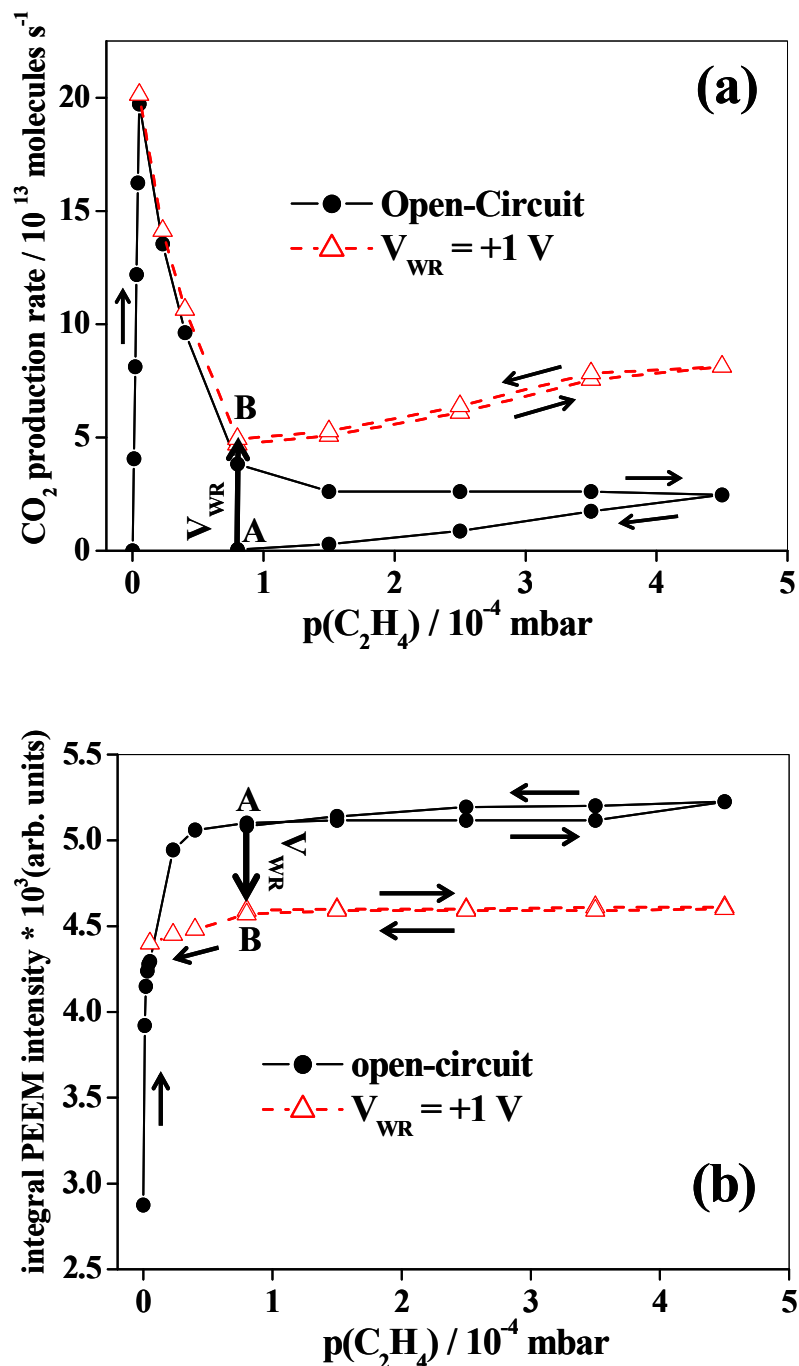 (a)
CO2 production rate / 10^13 molecules s^-1
20
15
10
5
0
Open-Circuit
V_WR = +1 V
B
V_WR
A
0 1 2 3 4 5
p(C2H4) / 10^-4 mbar
integral PEEM intensity * 10^3(arb. units)
5.5
5.0
4.5
4.0
3.5
3.0
2.5
A
V_WR
B
open-circuit
V_WR = +1 V
(b)
0 1 2 3 4 5
p(C2H4) / 10^-4 mbar